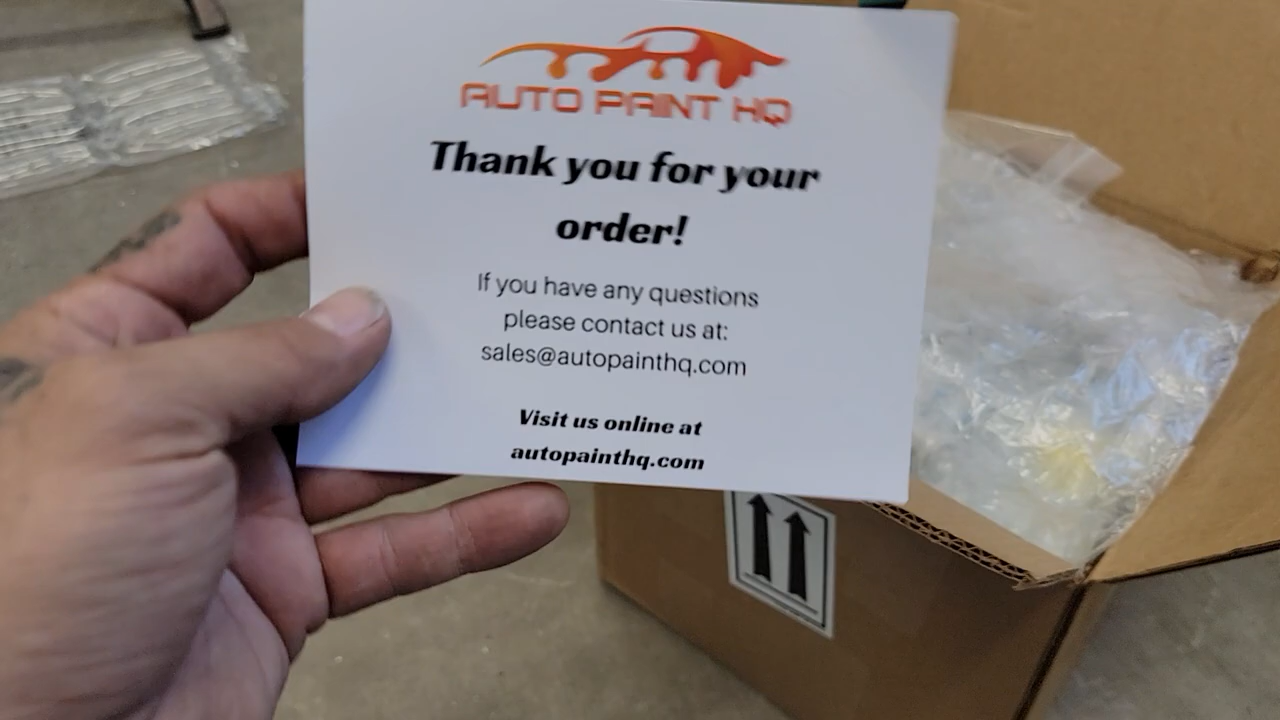 AUTO PAINT HQ
Thank you for your
order!
If you have any questions
please contact us at:
sales@autopainthq.com
Visit us online at
autopainthq.com